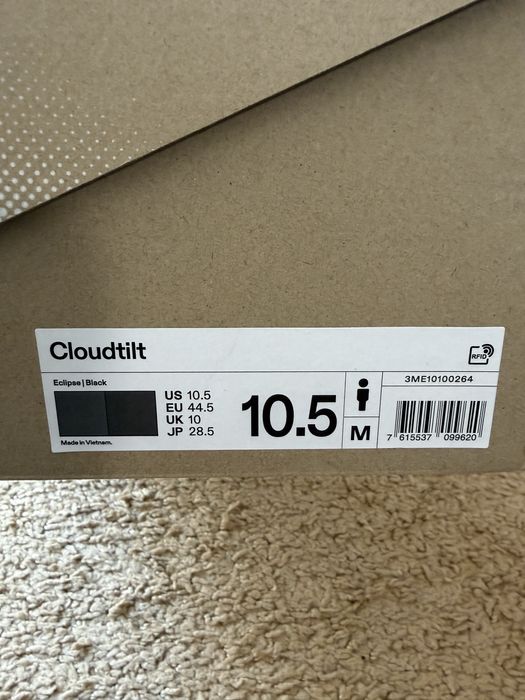 Cloudtilt
RFID
Eclipse | Black
US 10.5
EU 44.5
UK 10
JP 28.5
Made in Vietnam.
10.5
M
3ME10100264
7 615537 099620